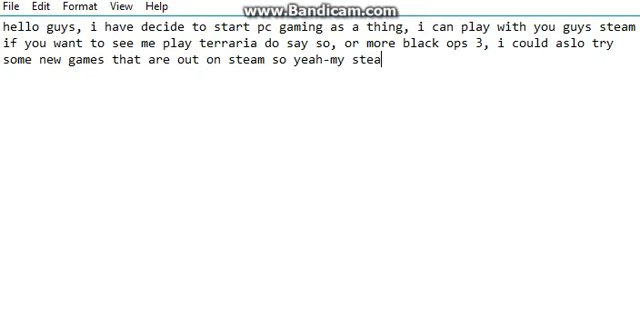 www.Bandicam.com
File Edit Format View Help
hello guys, i have decide to start pc gaming as a thing, i can play with you guys steam
if you want to see me play terraria do say so, or more black ops 3, i could aslo try
some new games that are out on steam so yeah-my stea